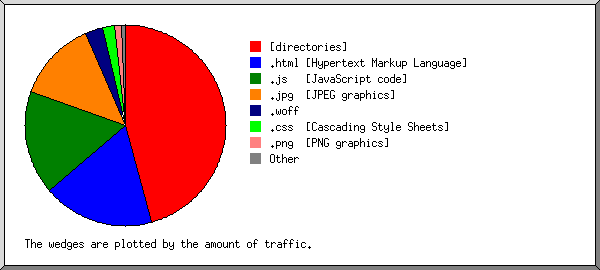 [directories]
.html [Hypertext Markup Language]
.js   [JavaScript code]
.jpg  [JPEG graphics]
.woff
.css  [Cascading Style Sheets]
.png  [PNG graphics]
Other
The wedges are plotted by the amount of traffic.